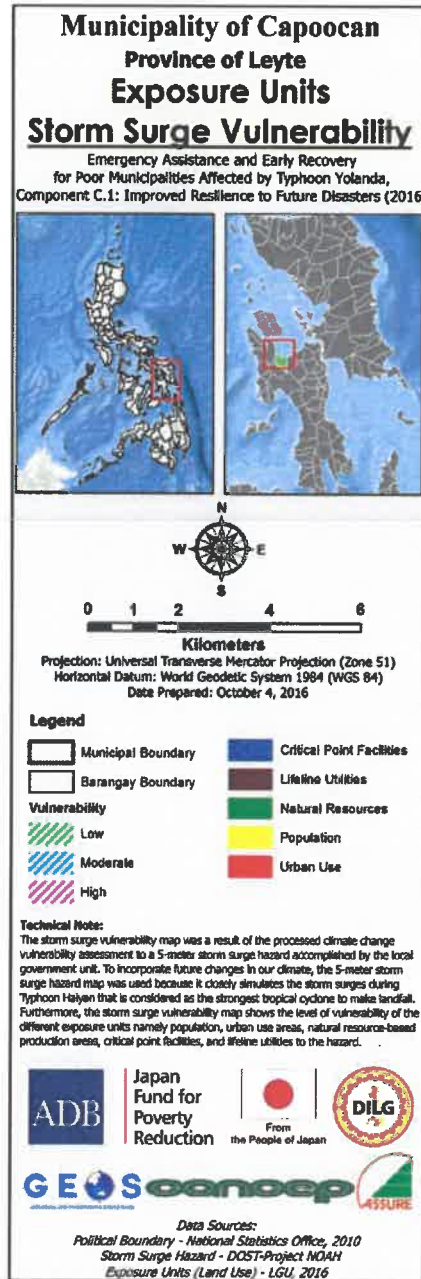 Municipality of Capoocan
Province of Leyte
Exposure Units
Storm Surge Vulnerability
Emergency Assistance and Early Recovery
for Poor Municipalities Affected by Typhoon Yolanda,
Component C.1: Improved Resilience to Future Disasters (2016
N
W E
S
0 1 2 4 6
Kilometers
Projection: Universal Transverse Mercator Projection (Zone 51)
Horizontal Datum: World Geodetic System 1984 (WGS 84)
Date Prepared: October 4, 2016
Legend
Municipal Boundary
Barangay Boundary
Vulnerability
Low
Moderate
High
Critical Point Facilities
Lifeline Utilities
Natural Resources
Population
Urban Use
Technical Note:
The storm surge vulnerability map was a result of the processed climate change
vulnerability assessment to a 5-meter storm surge hazard accomplished by the local
government unit. To incorporate future changes in our climate, the 5-meter storm
surge hazard map was used because it closely simulates the storm surges during
Typhoon Haiyan that is considered as the strongest tropical cyclone to make landfall.
Furthermore, the storm surge vulnerability map shows the level of vulnerability of the
different exposure units namely population, urban use areas, natural resource-based
production areas, critical point facilities, and lifeline utilities to the hazard.
ADB
Japan
Fund for
Poverty
Reduction
From
the People of Japan
DILG
GEOS
ASSURE
Data Sources:
Political Boundary - National Statistics Office, 2010
Storm Surge Hazard - DOST-Project NOAH
Exposure Units (Land Use) - LGU, 2016